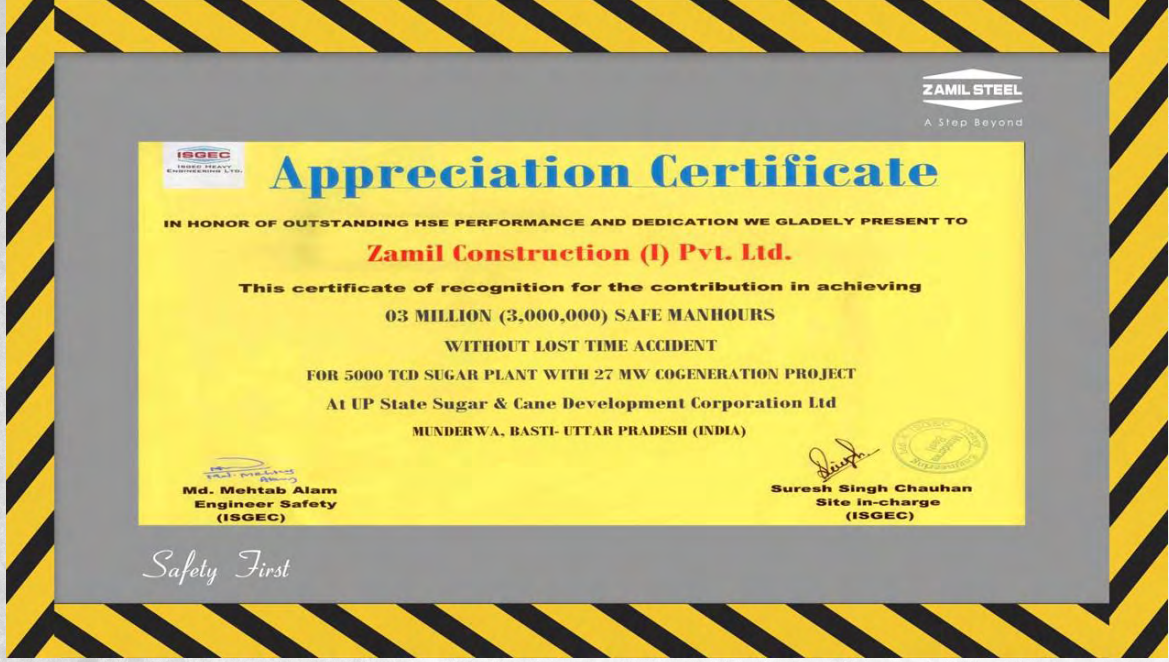 ZAMIL STEEL
A Step Beyond
ISGEC
ISGEC HEAVY
ENGINEERING LTD.
Appreciation Certificate
IN HONOR OF OUTSTANDING HSE PERFORMANCE AND DEDICATION WE GLADELY PRESENT TO
Zamil Construction (I) Pvt. Ltd.
This certificate of recognition for the contribution in achieving
03 MILLION (3,000,000) SAFE MANHOURS
WITHOUT LOST TIME ACCIDENT
FOR 5000 TCD SUGAR PLANT WITH 27 MW COGENERATION PROJECT
At UP State Sugar & Cane Development Corporation Ltd
MUNDERWA, BASTI- UTTAR PRADESH (INDIA)
Md. Mehtab Alam
Engineer Safety
(ISGEC)
Suresh Singh Chauhan
Site in-charge
(ISGEC)
Safety First